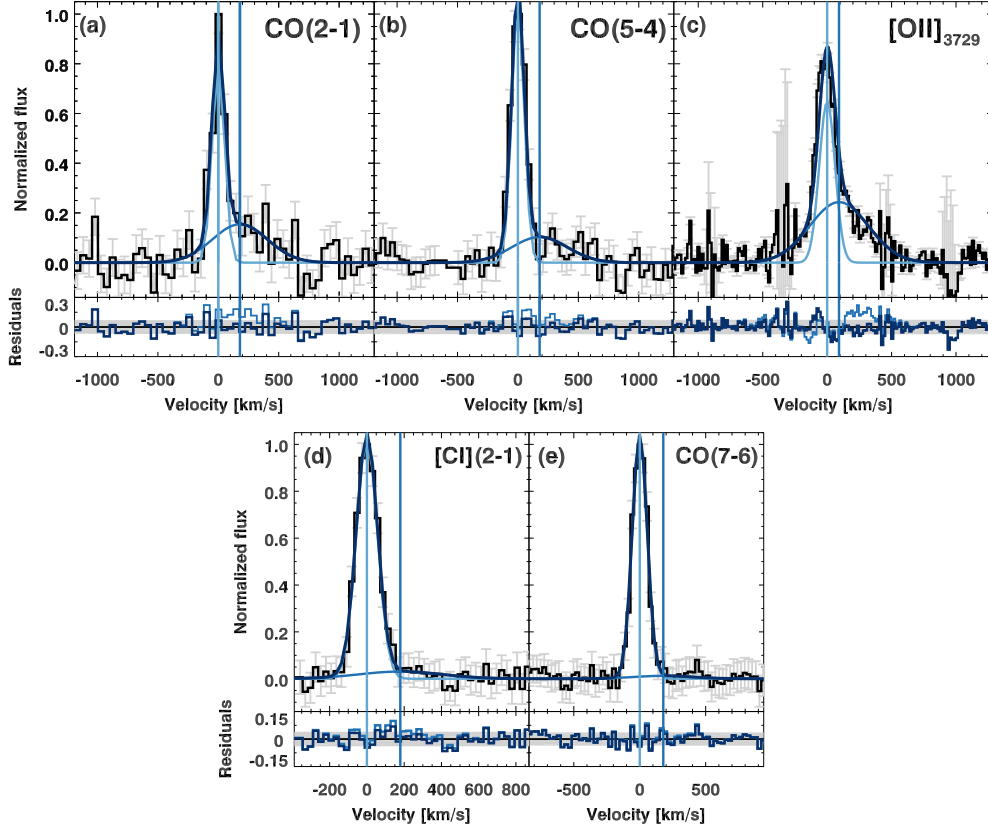 (a) CO(2-1)
(b) CO(5-4)
(c) [OII]3729
1.0
0.8
0.6
0.4
0.2
0.0
Normalized flux
0.3
0
-0.3
Residuals
-1000 -500 0 500 1000
-1000 -500 0 500 1000
-1000 -500 0 500 1000
Velocity [km/s]
Velocity [km/s]
Velocity [km/s]
(d) [CI](2-1)
(e) CO(7-6)
1.0
0.8
0.6
0.4
0.2
0.0
Normalized flux
0.15
0
-0.15
Residuals
-200 0 200 400 600 800
-500 0 500
Velocity [km/s]
Velocity [km/s]